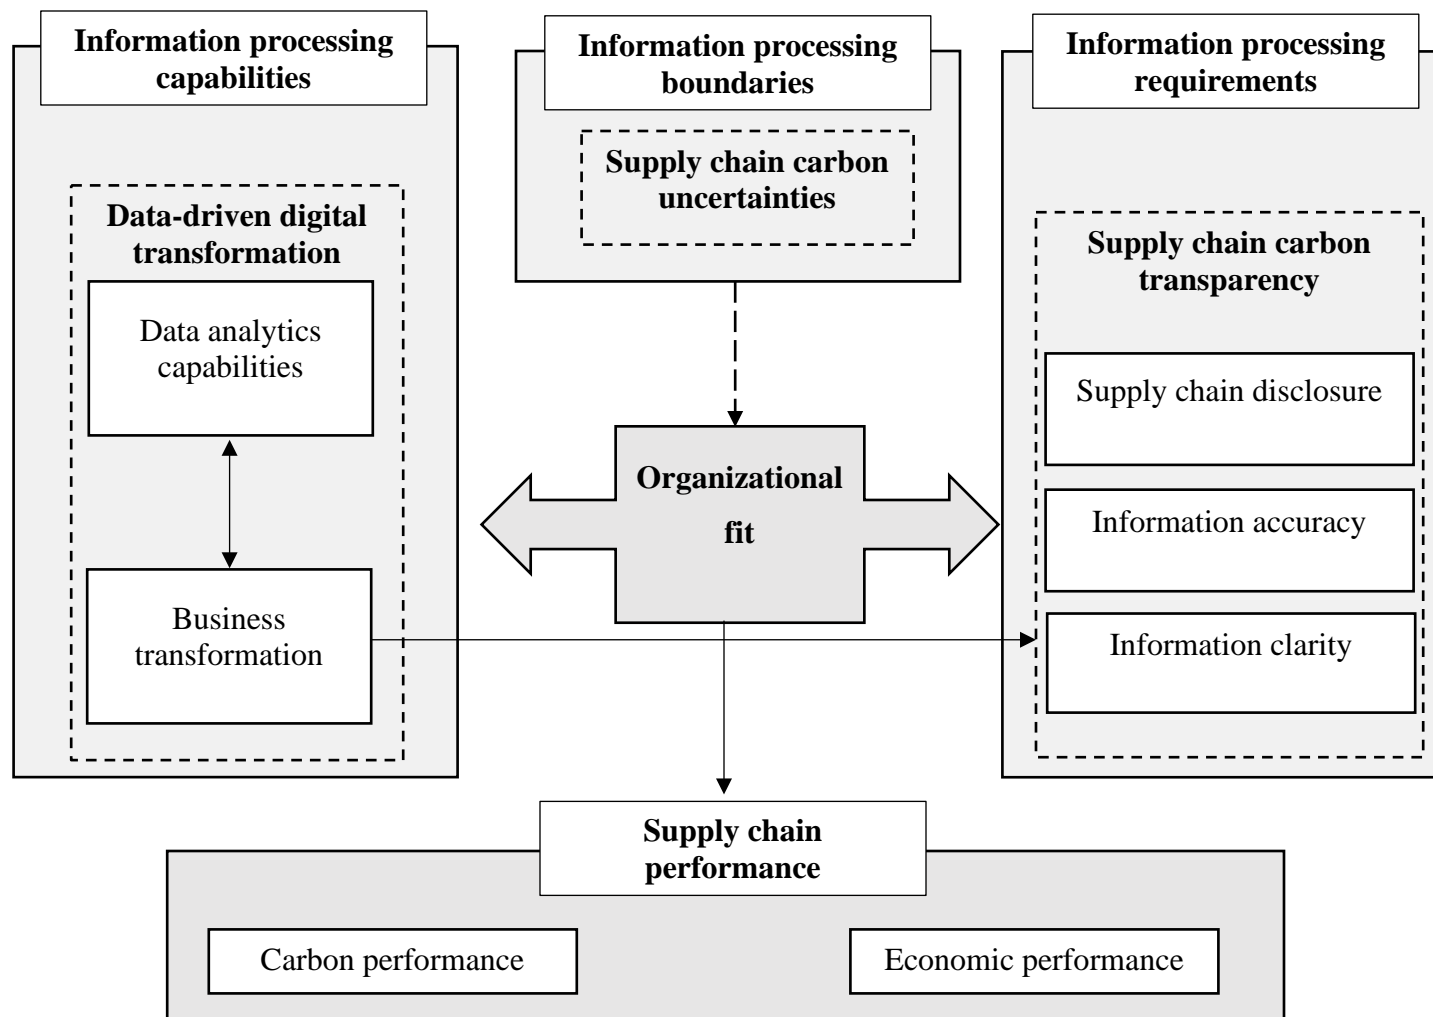 Information processing
capabilities
Data-driven digital
transformation
Data analytics
capabilities
Business
transformation
Information processing
boundaries
Supply chain carbon
uncertainties
Organizational
fit
Information processing
requirements
Supply chain carbon
transparency
Supply chain disclosure
Information accuracy
Information clarity
Supply chain
performance
Carbon performance
Economic performance